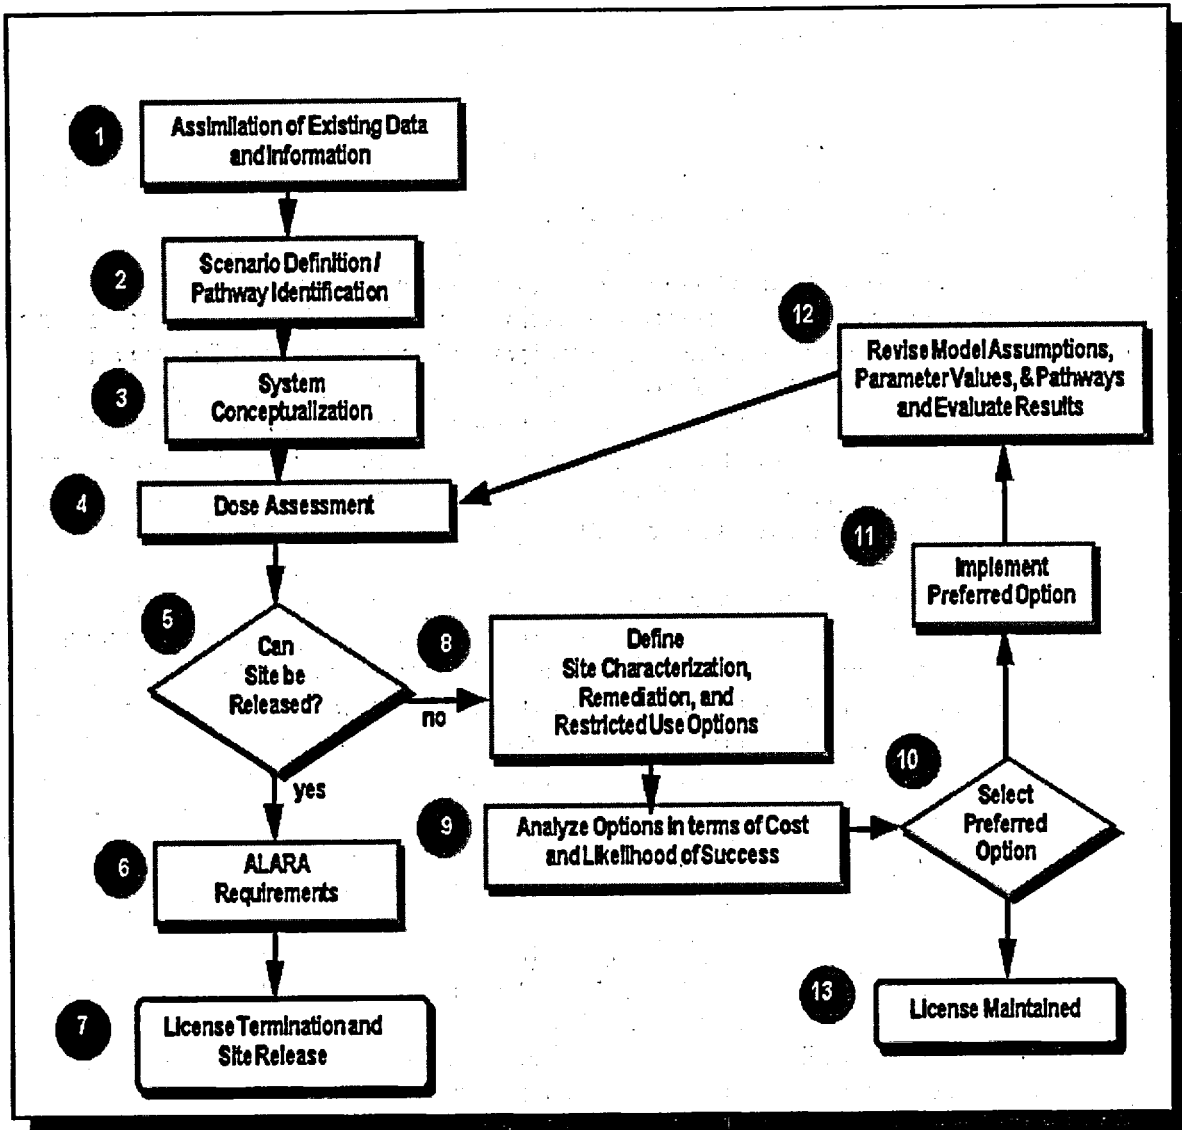 1
Assimilation of Existing Data
and Information
2
Scenario Definition /
Pathway Identification
3
System
Conceptualization
4
Dose Assessment
5
Can
Site be
Released?
no
yes
6
ALARA
Requirements
7
License Termination and
Site Release
8
Define
Site Characterization,
Remediation, and
Restricted Use Options
9
Analyze Options in terms of Cost
and Likelihood of Success
10
Select
Preferred
Option
11
Implement
Preferred Option
12
Revise Model Assumptions,
Parameter Values, & Pathways
and Evaluate Results
13
License Maintained